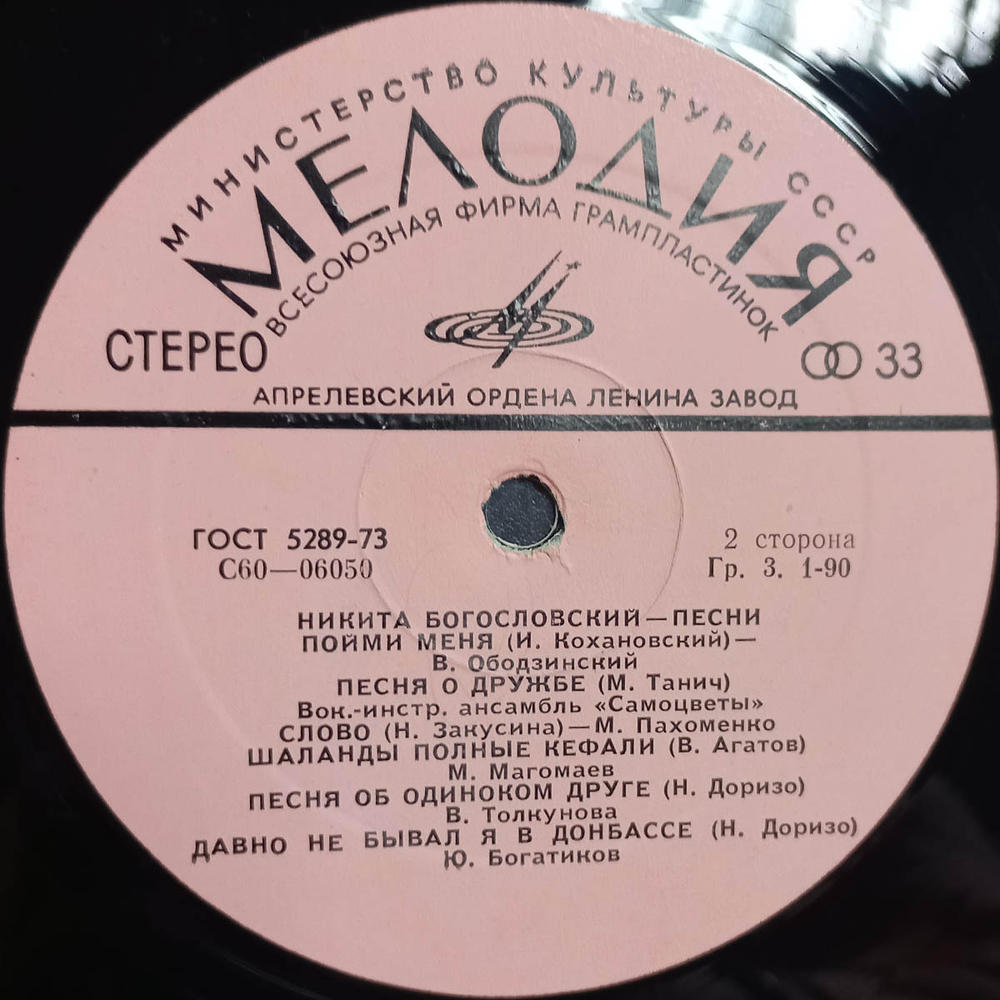 МИНИСТЕРСТВО КУЛЬТУРЫ СССР
МЕЛОДИЯ
ВСЕСОЮЗНАЯ ФИРМА ГРАМПЛАСТИНОК
СТЕРЕО
33
АПРЕЛЕВСКИЙ ОРДЕНА ЛЕНИНА ЗАВОД
ГОСТ 5289-73
С60—06050
2 сторона
Гр. 3. 1-90
НИКИТА БОГОСЛОВСКИЙ—ПЕСНИ
ПОЙМИ МЕНЯ (И. Кохановский)—
В. Ободзинский
ПЕСНЯ О ДРУЖБЕ (М. Танич)
Вок.-инстр. ансамбль «Самоцветы»
СЛОВО (Н. Закусина)—М. Пахоменко
ШАЛАНДЫ ПОЛНЫЕ КЕФАЛИ (В. Агатов)
М. Магомаев
ПЕСНЯ ОБ ОДИНОКОМ ДРУГЕ (Н. Доризо)
В. Толкунова
ДАВНО НЕ БЫВАЛ Я В ДОНБАССЕ (Н. Доризо)
Ю. Богатиков